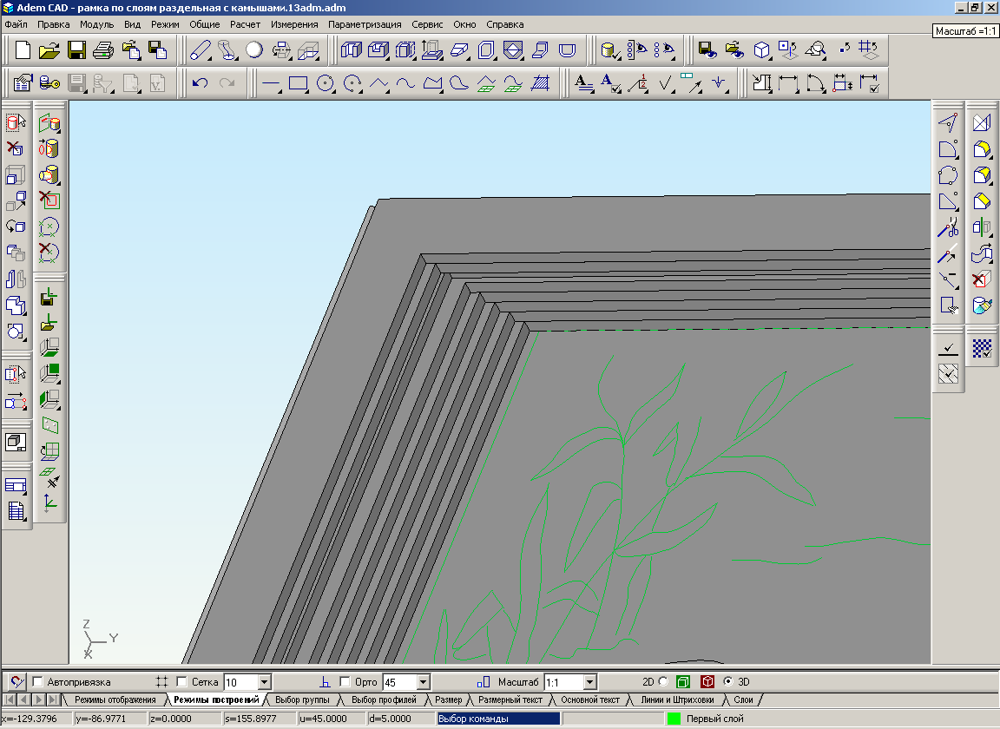 Adem CAD - рамка по слоям раздельная с камышами.13adm.adm
Файл Правка Модуль Вид Режим Общие Расчет Измерения Параметризация Сервис Окно Справка
Масштаб =1:1
Z
Y
X
Автопривязка Сетка 10 Орто 45 Масштаб 1:1 2D 3D
Режимы отображения Режимы построений Выбор группы Выбор профилей Размер Размерный текст Основной текст Линии и Штриховки Слои
x=-129.3796 y=-86.9771 z=0.0000 s=155.8977 u=45.0000 d=5.0000 Выбор команды Первый слой